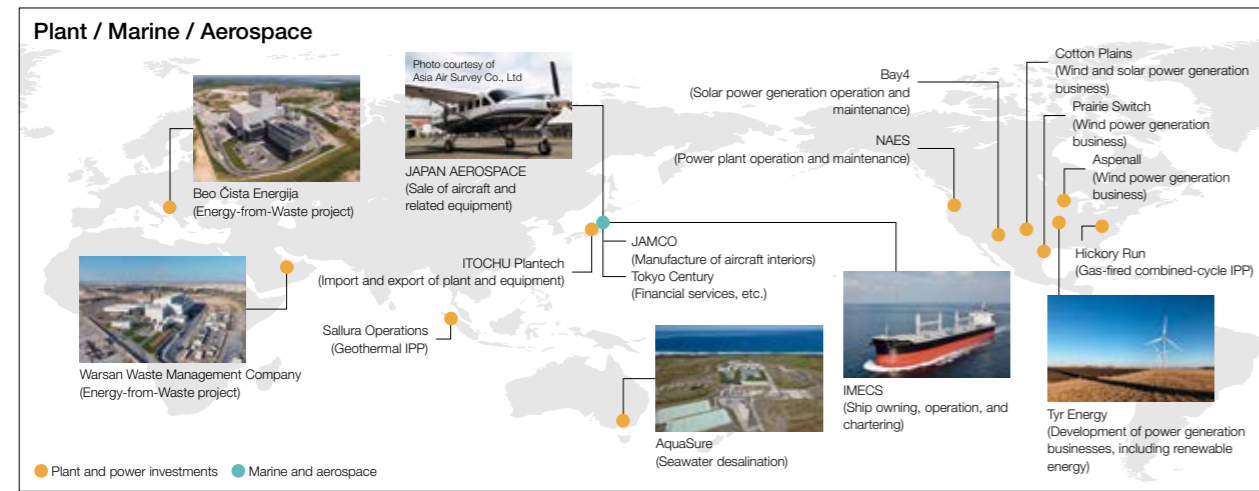 Plant / Marine / Aerospace
Photo courtesy of
Asia Air Survey Co., Ltd
Beo Čista Energija
(Energy-from-Waste project)
JAPAN AEROSPACE
(Sale of aircraft and
related equipment)
Warsan Waste Management Company
(Energy-from-Waste project)
ITOCHU Plantech
(Import and export of plant and equipment)
JAMCO
(Manufacture of aircraft interiors)
Tokyo Century
(Financial services, etc.)
Sallura Operations
(Geothermal IPP)
AquaSure
(Seawater desalination)
IMECS
(Ship owning, operation, and
chartering)
Bay4
(Solar power generation operation and
maintenance)
NAES
(Power plant operation and maintenance)
Cotton Plains
(Wind and solar power generation
business)
Prairie Switch
(Wind power generation
business)
Aspenall
(Wind power generation
business)
Hickory Run
(Gas-fired combined-cycle IPP)
Tyr Energy
(Development of power generation
businesses, including renewable
energy)
Plant and power investments
Marine and aerospace